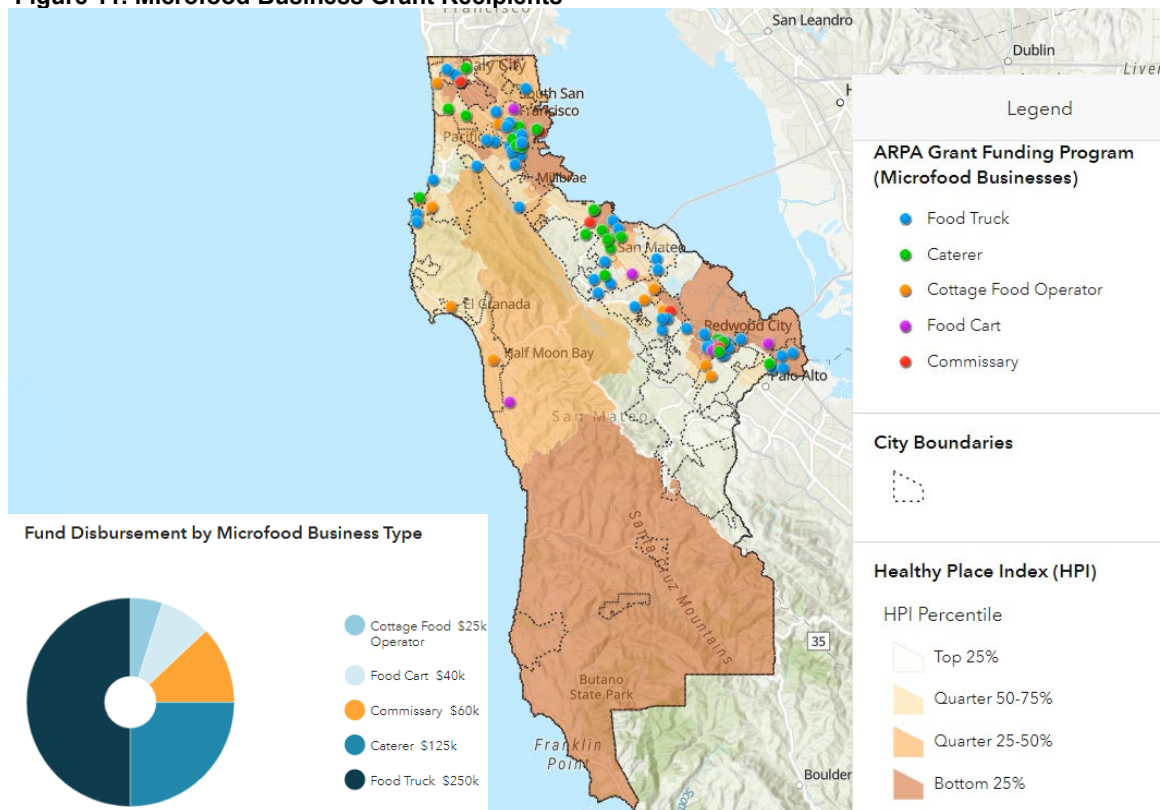 Figure 11: Microfood Business Grant Recipients
Francisco
San Leandro
Dublin
Daly City
South San
Francisco
Pacific
Millbrae
San Mateo
El Granada
Half Moon Bay
Redwood City
Palo Alto
San Mateo
Santa Cruz Mountains
35
Butano
State Park
Franklin
Point
Boulder
Legend
ARPA Grant Funding Program
(Microfood Businesses)
Food Truck
Caterer
Cottage Food Operator
Food Cart
Commissary
City Boundaries
Healthy Place Index (HPI)
HPI Percentile
Top 25%
Quarter 50-75%
Quarter 25-50%
Bottom 25%
Fund Disbursement by Microfood Business Type
Cottage Food $25k
Operator
Food Cart $40k
Commissary $60k
Caterer $125k
Food Truck $250k